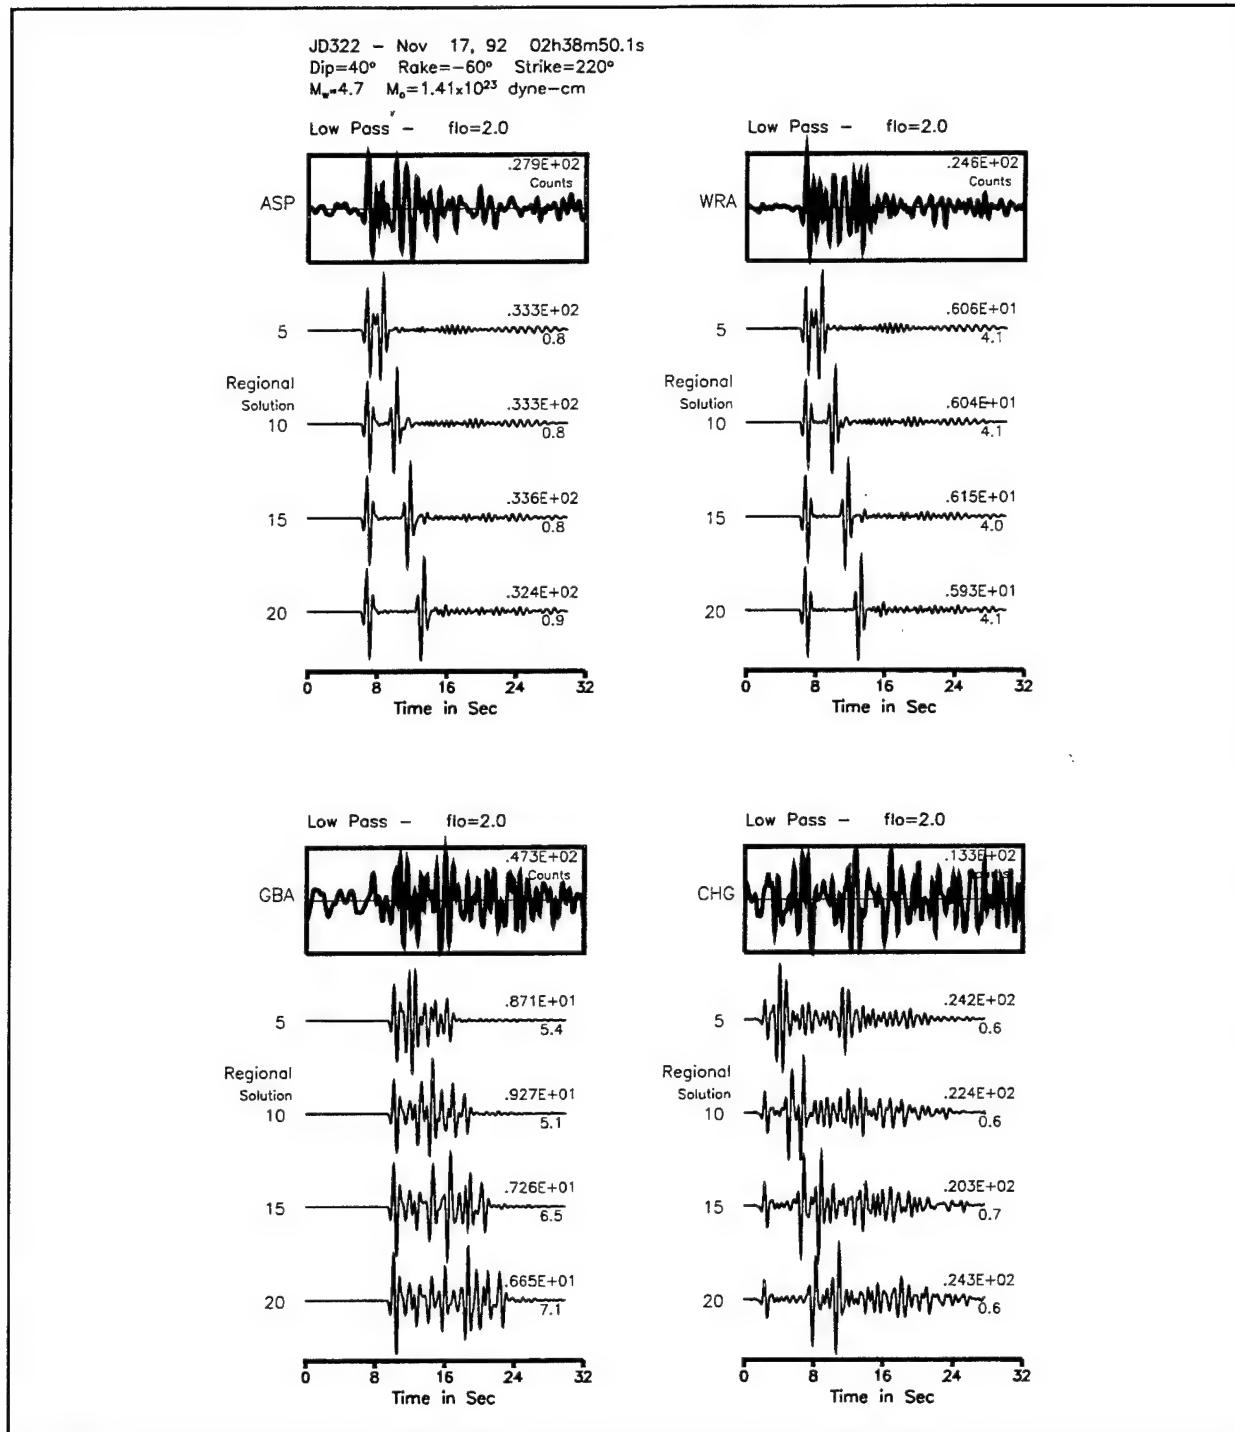 JD322 – Nov 17, 92 02h38m50.1s
Dip=40° Rake=−60° Strike=220°
Mw=4.7 Mo=1.41x10²³ dyne−cm
Low Pass – flo=2.0
ASP
.279E+02
Counts
5
.333E+02
0.8
Regional
Solution
10
.333E+02
0.8
15
.336E+02
0.8
20
.324E+02
0.9
0 8 16 24 32
Time in Sec
Low Pass – flo=2.0
WRA
.246E+02
Counts
5
.606E+01
4.1
Regional
Solution
10
.604E+01
4.1
15
.615E+01
4.0
20
.593E+01
4.1
0 8 16 24 32
Time in Sec
Low Pass – flo=2.0
GBA
.473E+02
Counts
5
.871E+01
5.4
Regional
Solution
10
.927E+01
5.1
15
.726E+01
6.5
20
.665E+01
7.1
0 8 16 24 32
Time in Sec
Low Pass – flo=2.0
CHG
.133E+02
Counts
5
.242E+02
0.6
Regional
Solution
10
.224E+02
0.6
15
.203E+02
0.7
20
.243E+02
0.6
0 8 16 24 32
Time in Sec